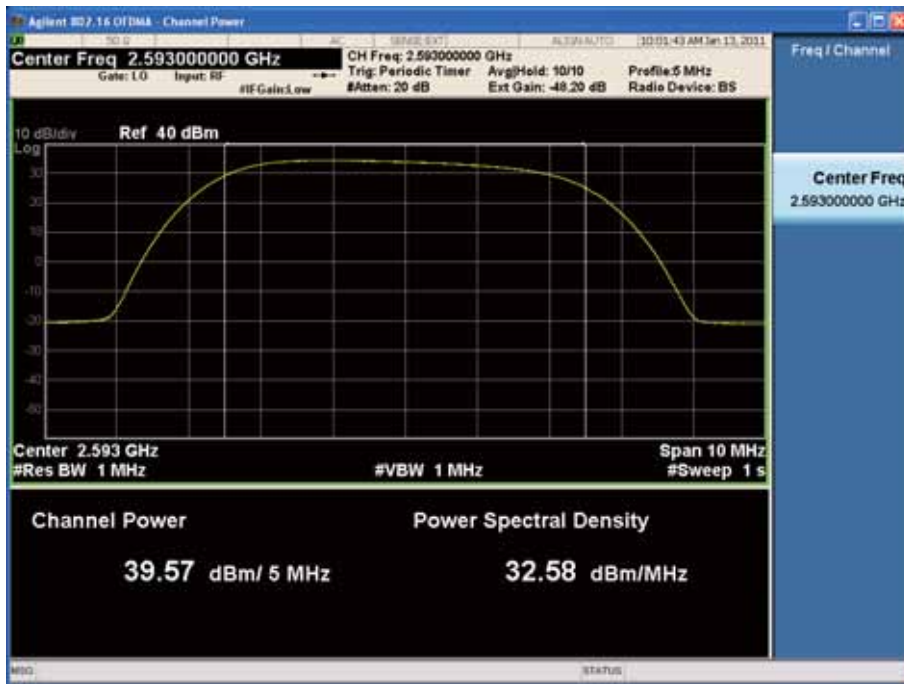 Agilent 802.16 OFDMA - Channel Power
50 Ω AC SENSE:EXT ALIGN AUTO 10:01:43 AM Jan 13, 2011
Center Freq 2.593000000 GHz
CH Freq: 2.593000000 GHz
Gate: LO Input: RF Trig: Periodic Timer Avg|Hold: 10/10 Profile:5 MHz
#IFGain:Low #Atten: 20 dB Ext Gain: -48.20 dB Radio Device: BS
Freq / Channel
Center Freq
2.593000000 GHz
10 dB/div Ref 40 dBm
Log
30
20
10
0
-10
-20
-30
-40
-50
Center 2.593 GHz Span 10 MHz
#Res BW 1 MHz #VBW 1 MHz #Sweep 1 s
Channel Power Power Spectral Density
39.57 dBm/ 5 MHz 32.58 dBm/MHz
MSG STATUS